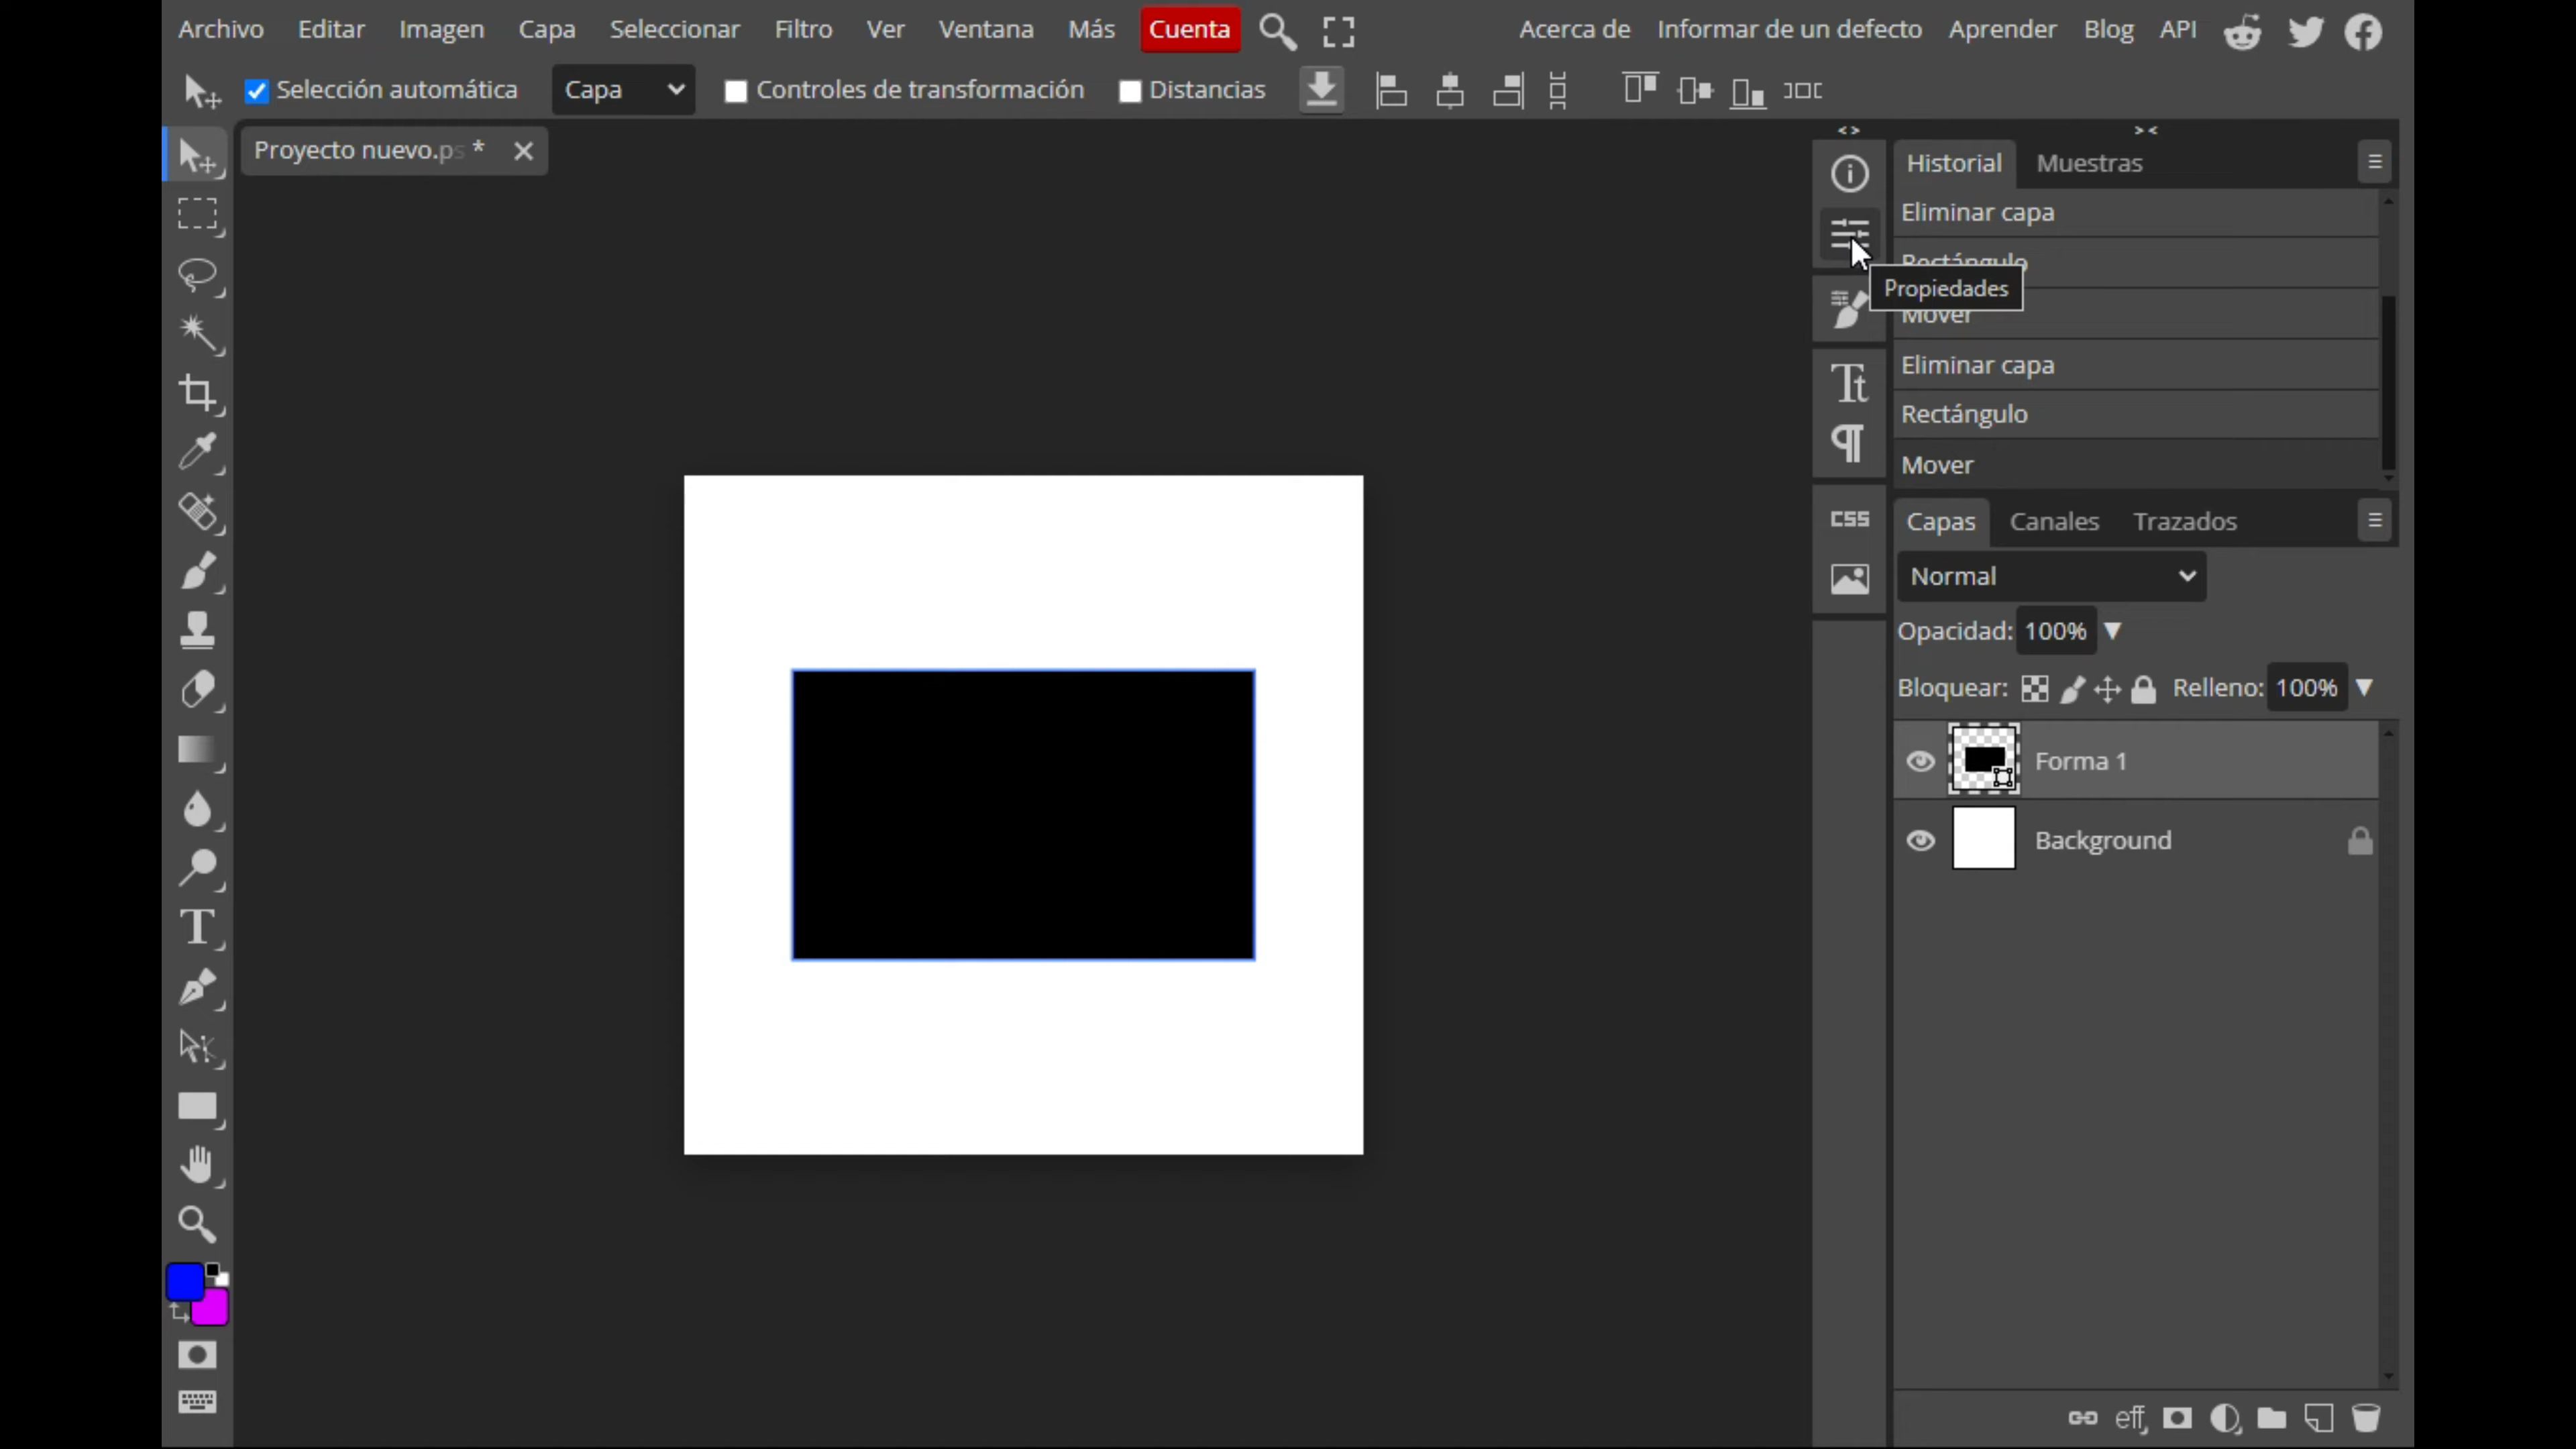 Archivo Editar Imagen Capa Seleccionar Filtro Ver Ventana Más Cuenta Acerca de Informar de un defecto Aprender Blog API
Selección automática Capa Controles de transformación Distancias
Proyecto nuevo.ps *
Historial Muestras
Eliminar capa
Rectángulo
Propiedades
Mover
Eliminar capa
Rectángulo
Mover
Tt
CSS
Capas Canales Trazados
Normal
Opacidad: 100%
Bloquear: Relleno: 100%
Forma 1
Background
T
eff